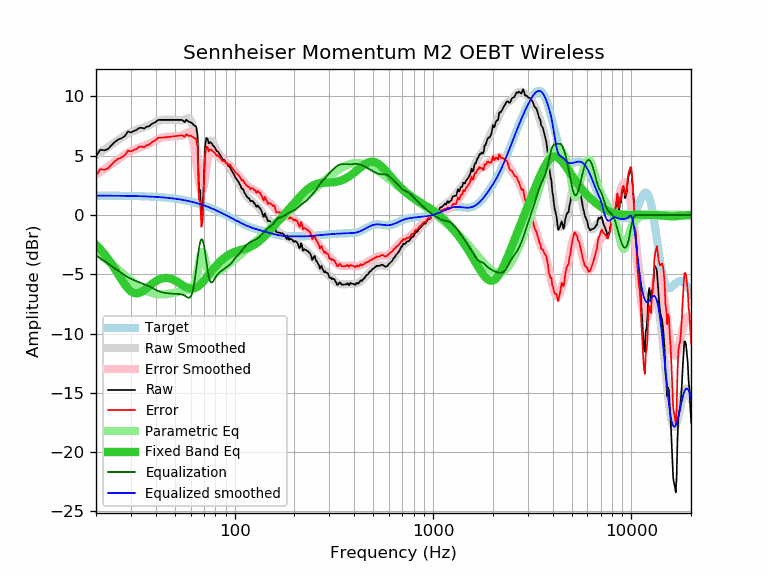 Sennheiser Momentum M2 OEBT Wireless
Amplitude (dBr)
10
5
0
−5
−10
−15
−20
−25
Target
Raw Smoothed
Error Smoothed
Raw
Error
Parametric Eq
Fixed Band Eq
Equalization
Equalized smoothed
100
1000
10000
Frequency (Hz)